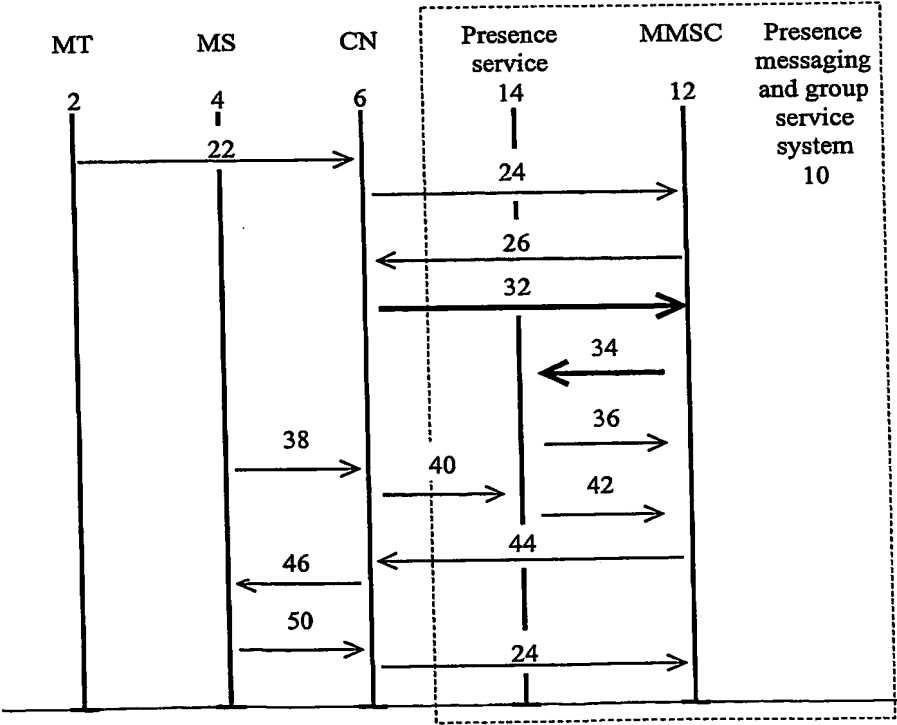 MT
MS
CN
Presence
service
MMSC
Presence
messaging
and group
service
system
10
2
4
6
14
12
22
24
26
32
34
36
38
40
42
44
46
50
24